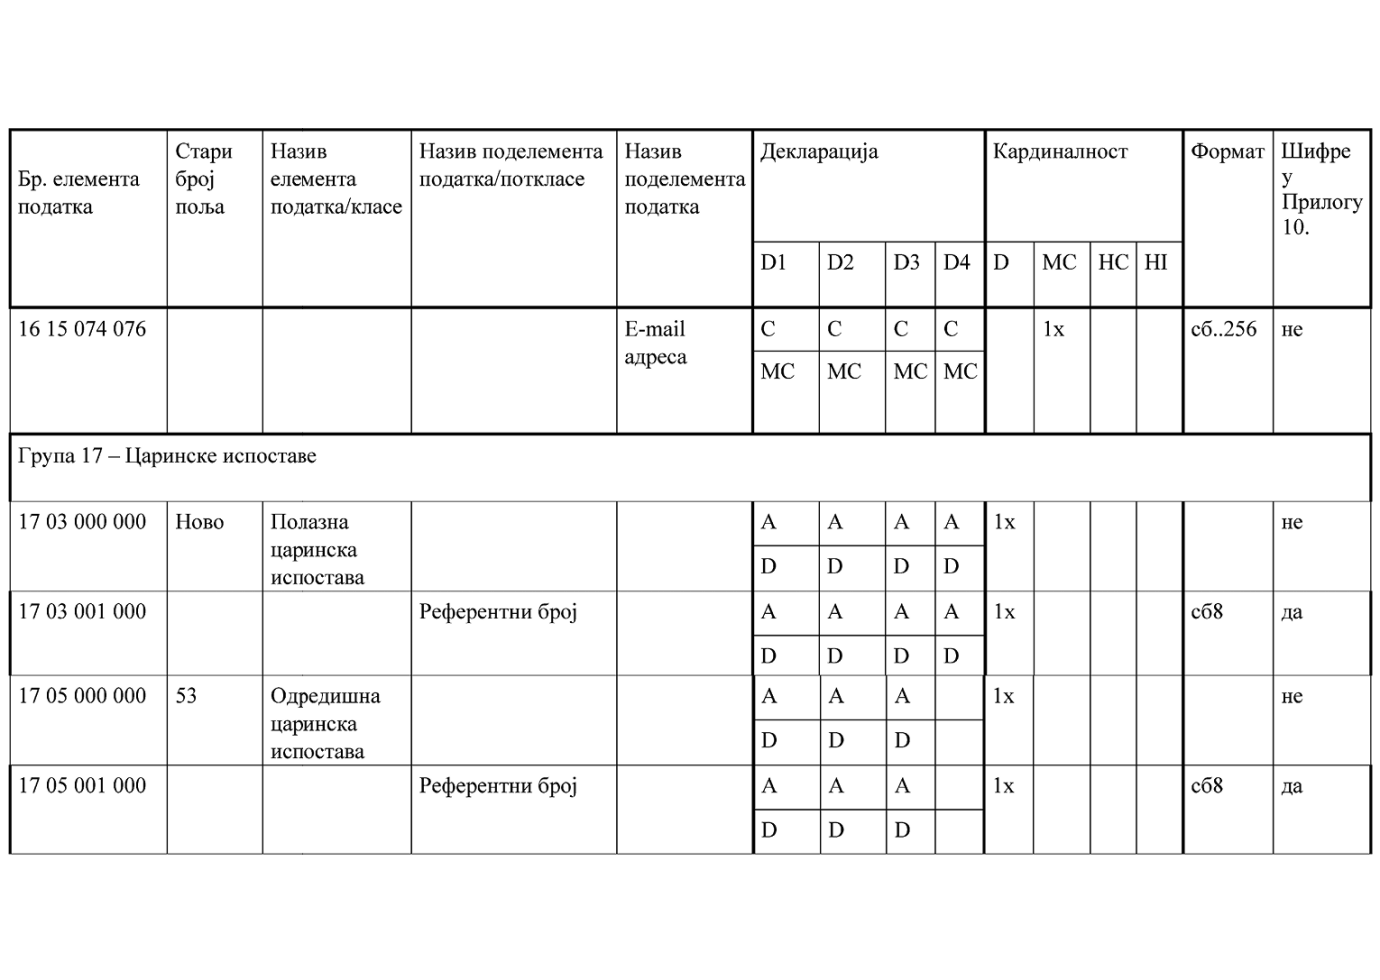 Бр. елемента податка
Стари број поља
Назив елемента податка/класе
Назив поделемента податка/поткласе
Назив поделемента податка
Декларација
Кардиналност
Формат
Шифре у Прилогу 10.
D1 D2 D3 D4 D MC HC HI
16 15 074 076 E-mail адреса C C C C 1x сб..256 не
MC MC MC MC
Група 17 – Царинске испоставе
17 03 000 000 Ново Полазна царинска испостава A A A A 1x не
D D D D
17 03 001 000 Референтни број A A A A 1x сб8 да
D D D D
17 05 000 000 53 Одредишна царинска испостава A A A 1x не
D D D
17 05 001 000 Референтни број A A A 1x сб8 да
D D D